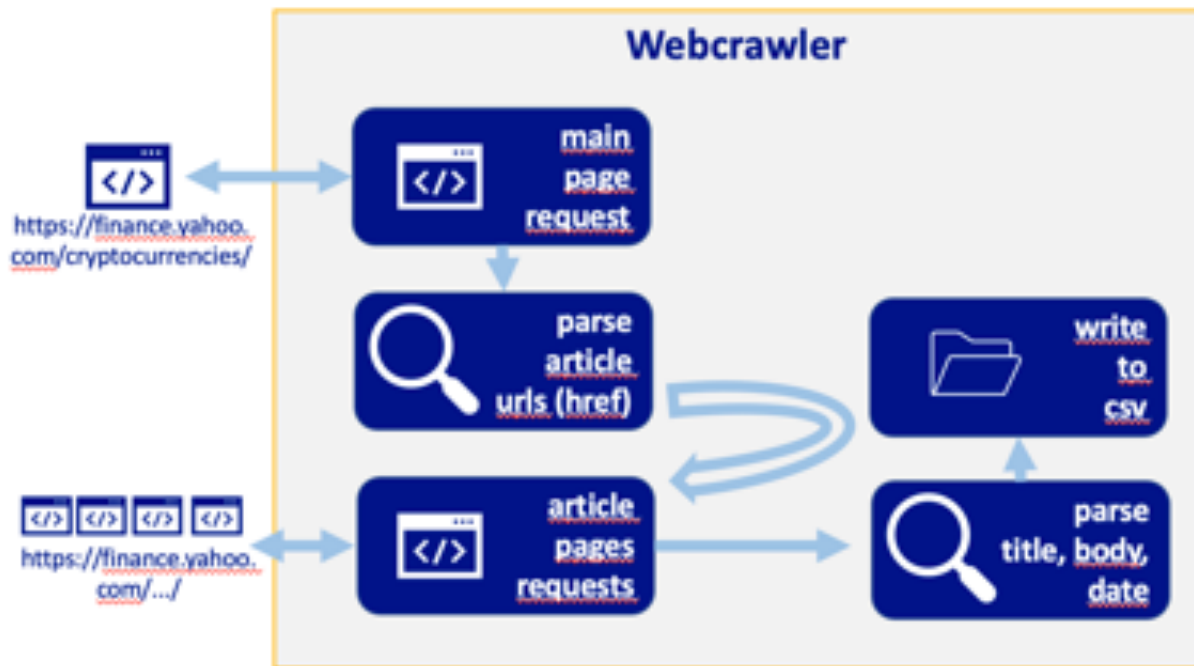 Webcrawler
</>
https://finance.yahoo.
com/cryptocurrencies/
</>
main
page
request
parse
article
urls (href)
write
to
csv
</> </> </> </>
https://finance.yahoo.
com/.../
</>
article
pages
requests
parse
title, body,
date